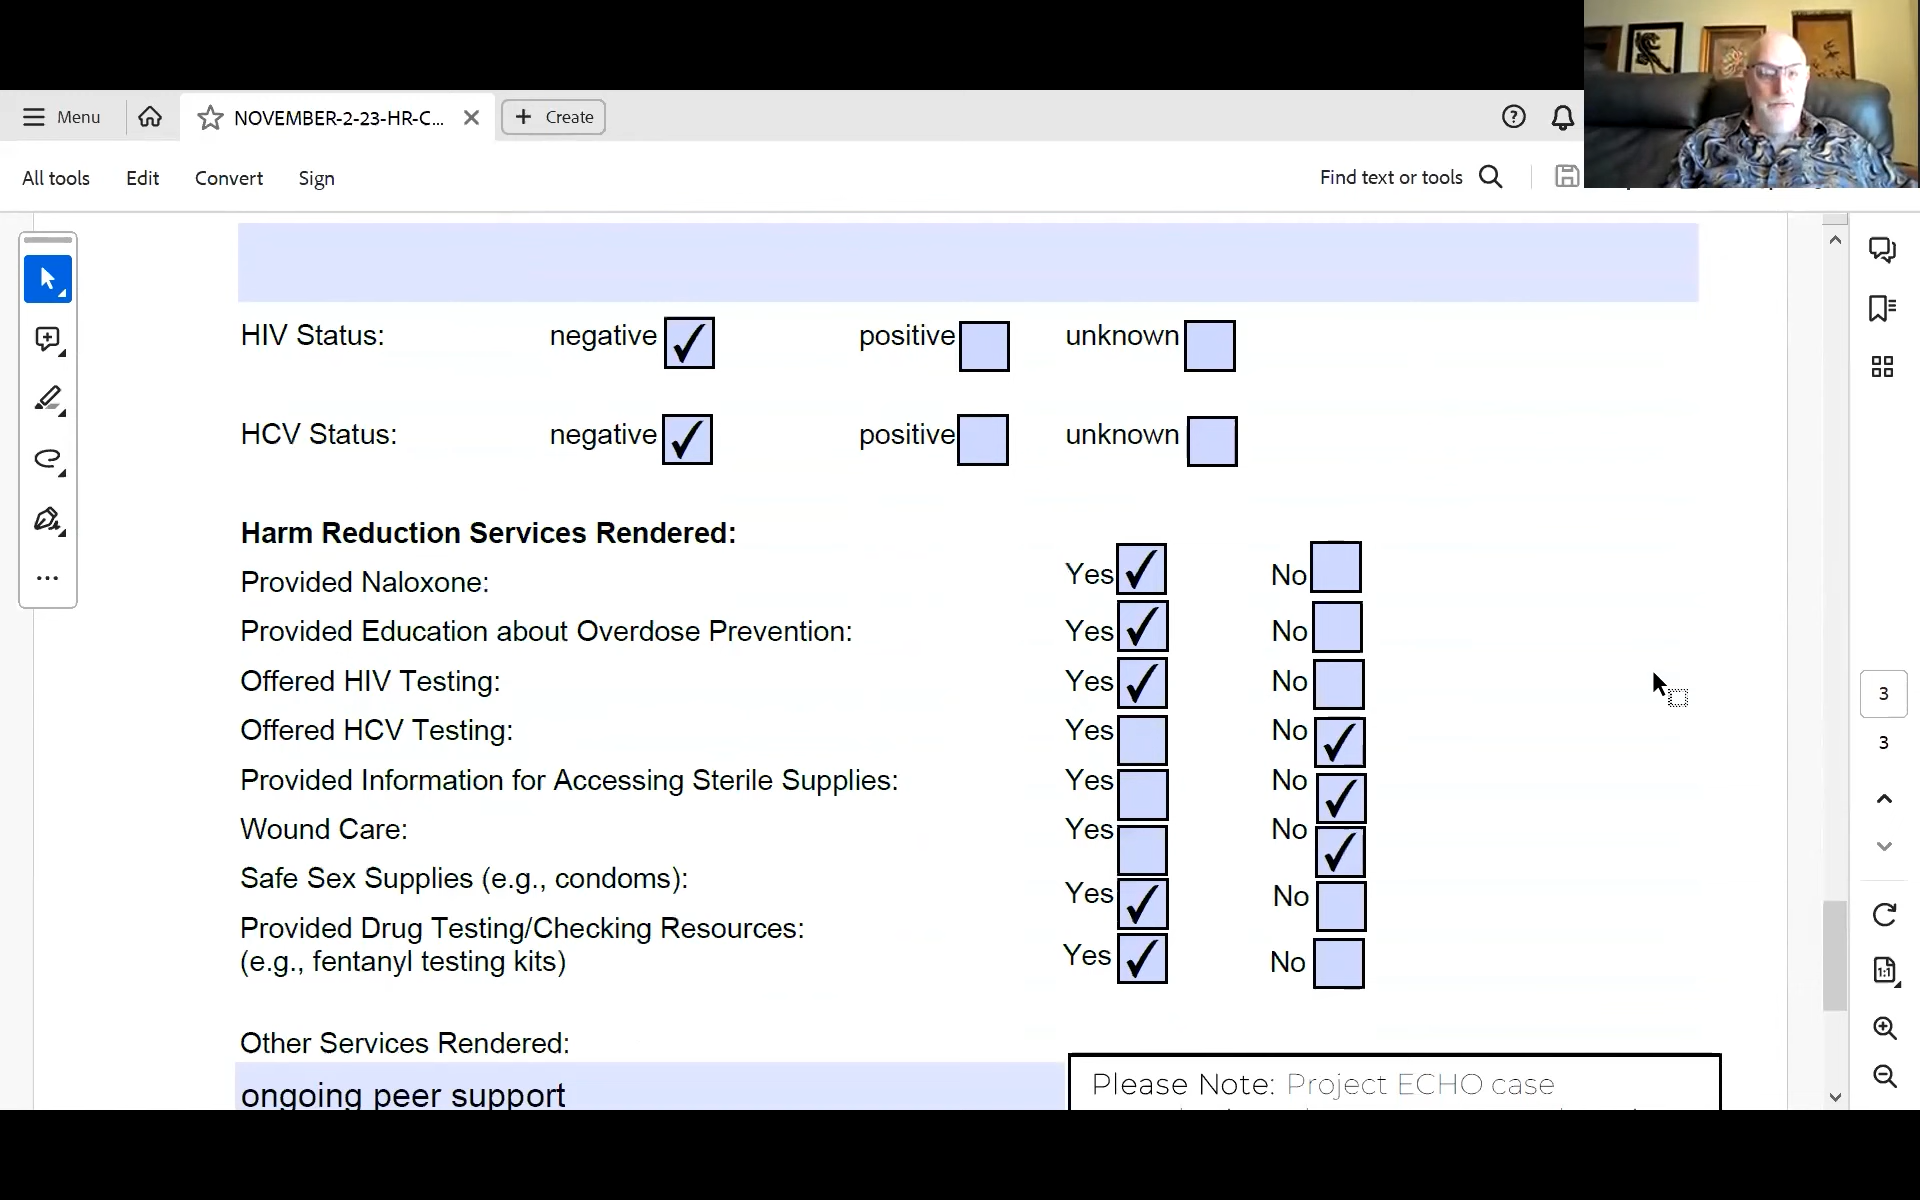 Menu
NOVEMBER-2-23-HR-C...
Create
All tools Edit Convert Sign
Find text or tools
HIV Status: negative ✓ positive unknown
HCV Status: negative ✓ positive unknown
Harm Reduction Services Rendered:
Provided Naloxone: Yes ✓ No
Provided Education about Overdose Prevention: Yes ✓ No
Offered HIV Testing: Yes ✓ No
Offered HCV Testing: Yes No ✓
Provided Information for Accessing Sterile Supplies: Yes No ✓
Wound Care: Yes No ✓
Safe Sex Supplies (e.g., condoms): Yes ✓ No
Provided Drug Testing/Checking Resources: Yes ✓ No
(e.g., fentanyl testing kits)
Other Services Rendered:
ongoing peer support
Please Note: Project ECHO case
3
3
1:1